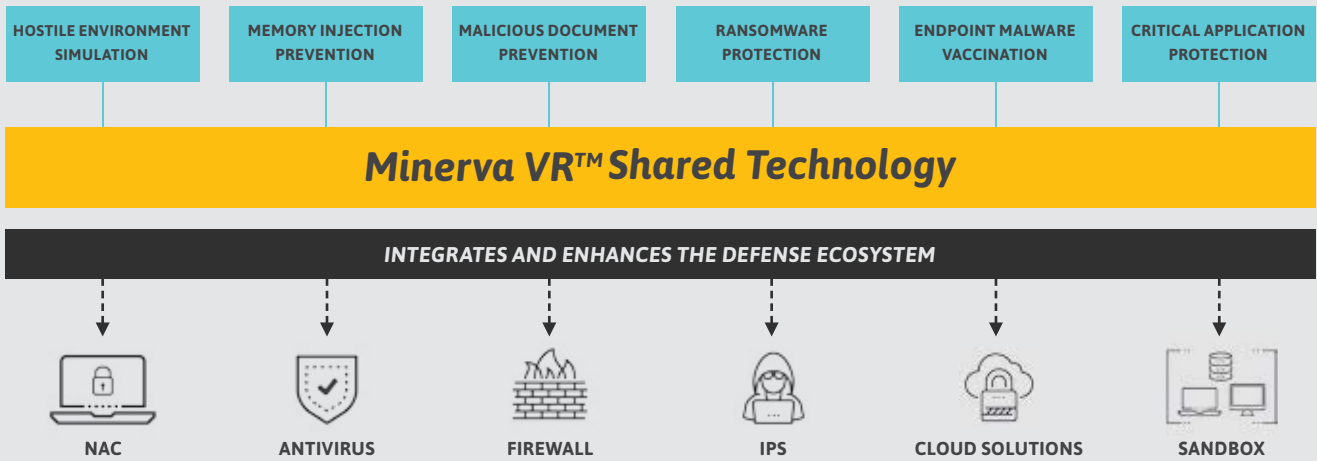 HOSTILE ENVIRONMENT
SIMULATION
MEMORY INJECTION
PREVENTION
MALICIOUS DOCUMENT
PREVENTION
RANSOMWARE
PROTECTION
ENDPOINT MALWARE
VACCINATION
CRITICAL APPLICATION
PROTECTION
Minerva VR™ Shared Technology
INTEGRATES AND ENHANCES THE DEFENSE ECOSYSTEM
NAC
ANTIVIRUS
FIREWALL
IPS
CLOUD SOLUTIONS
SANDBOX